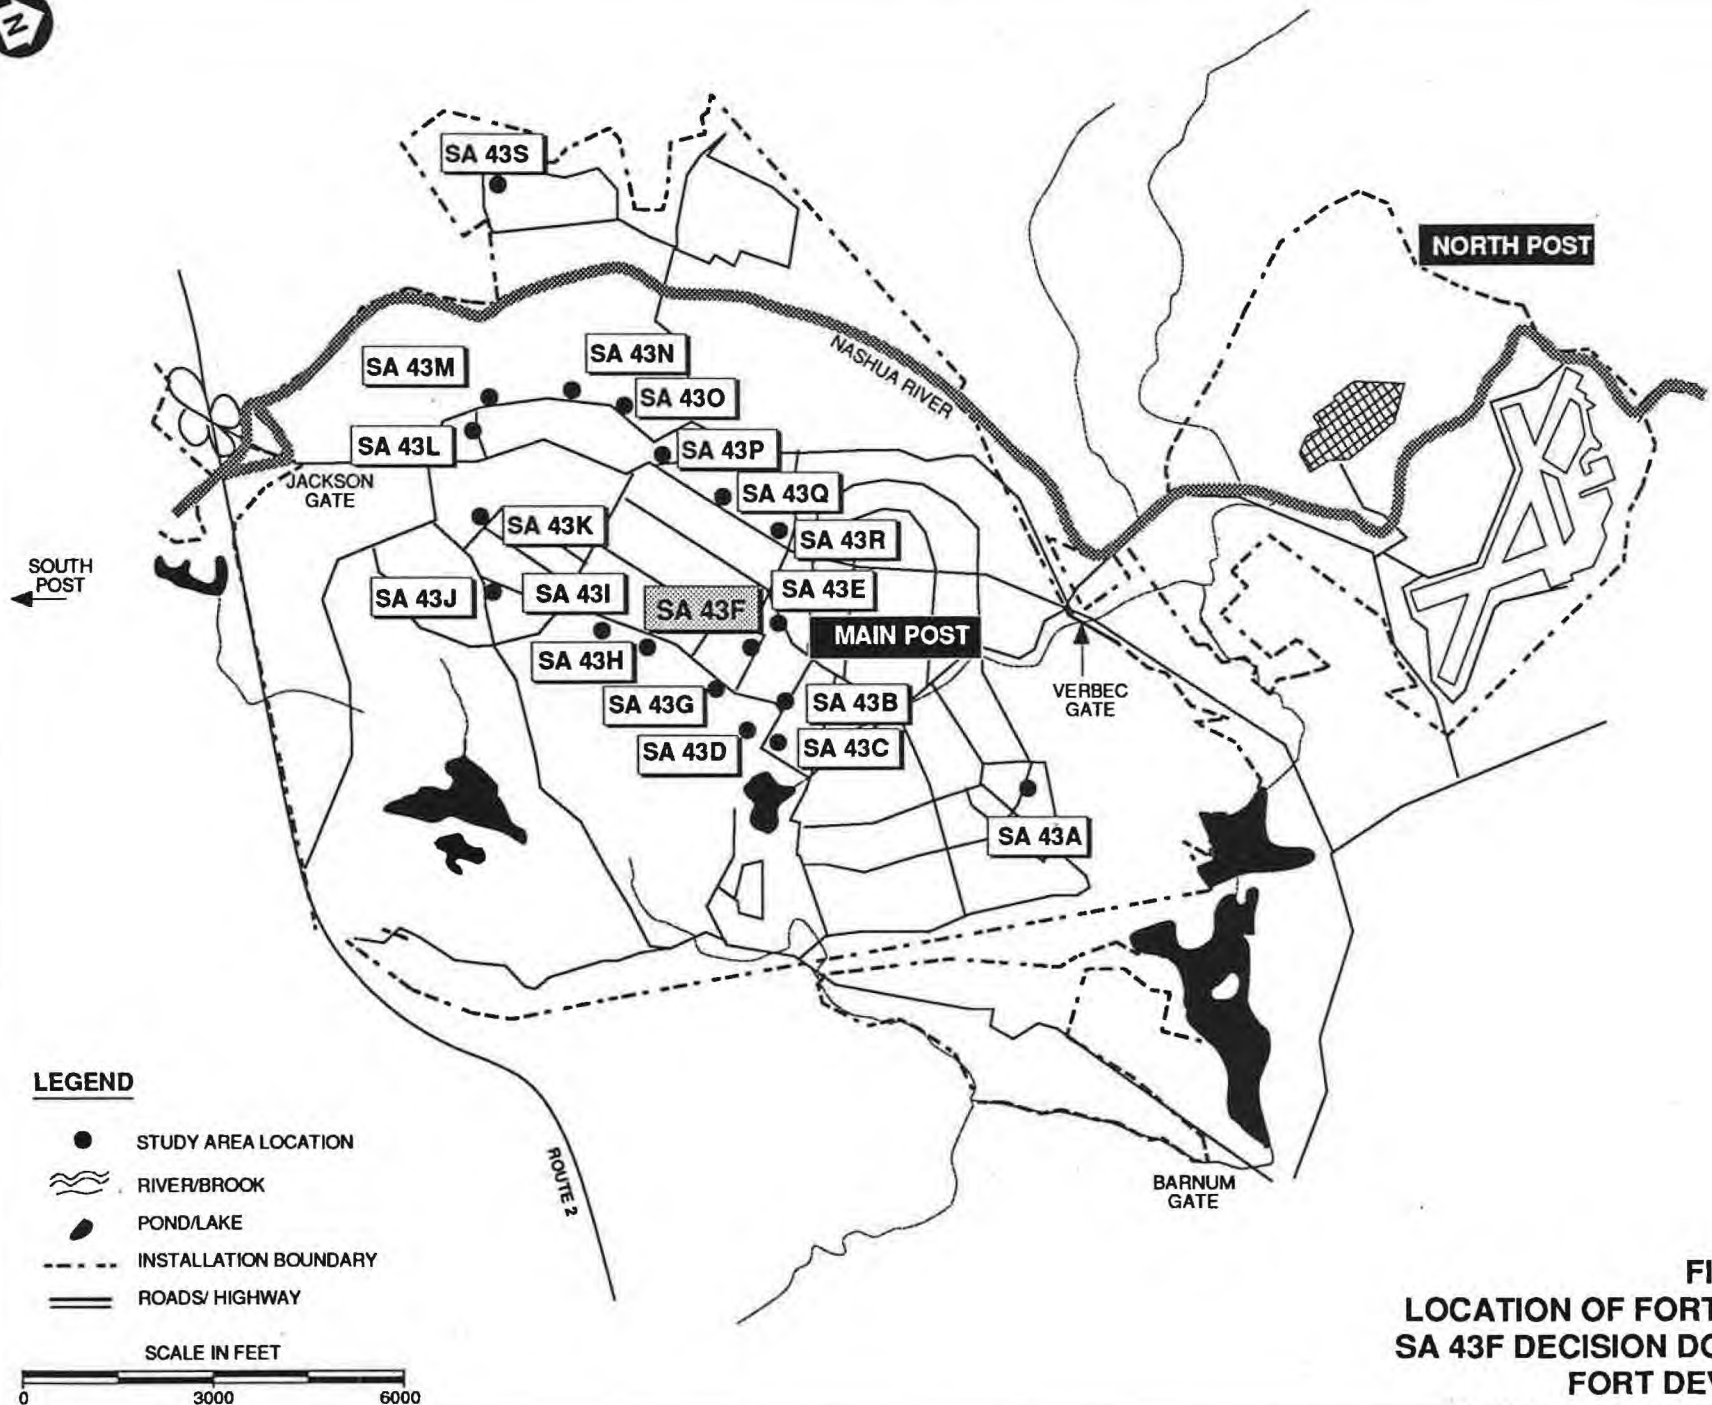 N
SA 43S
NORTH POST
SA 43M
SA 43N
NASHUA RIVER
SA 43O
SA 43L
SA 43P
JACKSON
GATE
SA 43Q
SA 43K
SA 43R
SOUTH
POST
SA 43J
SA 43I
SA 43F
SA 43E
MAIN POST
SA 43H
VERBEC
GATE
SA 43G
SA 43B
SA 43D
SA 43C
SA 43A
LEGEND
STUDY AREA LOCATION
RIVER/BROOK
POND/LAKE
INSTALLATION BOUNDARY
ROADS/ HIGHWAY
SCALE IN FEET
0 3000 6000
ROUTE 2
BARNUM
GATE
FI
LOCATION OF FORT
SA 43F DECISION DO
FORT DEV